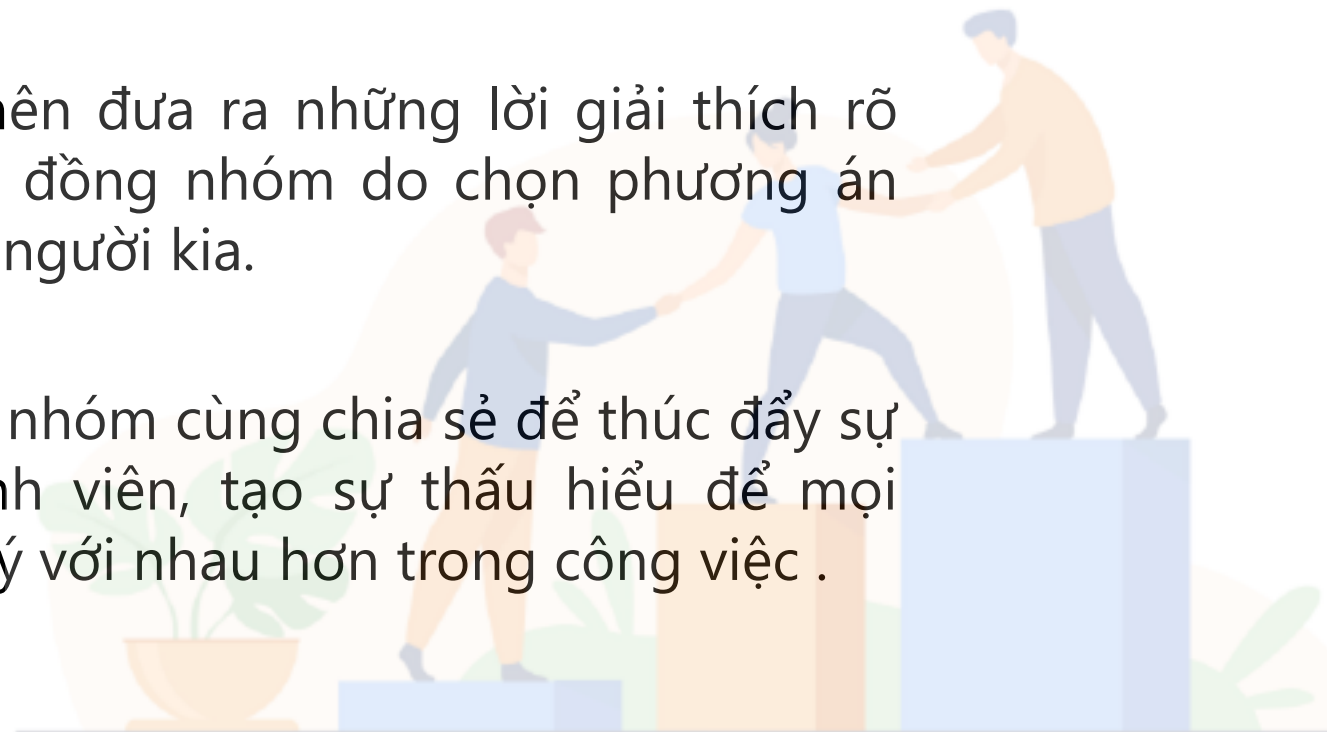 nên đưa ra những lời giải thích rõ
đồng nhóm do chọn phương án
người kia.
nhóm cùng chia sẻ để thúc đẩy sự
nh viên, tạo sự thấu hiểu để mọi
ý với nhau hơn trong công việc .